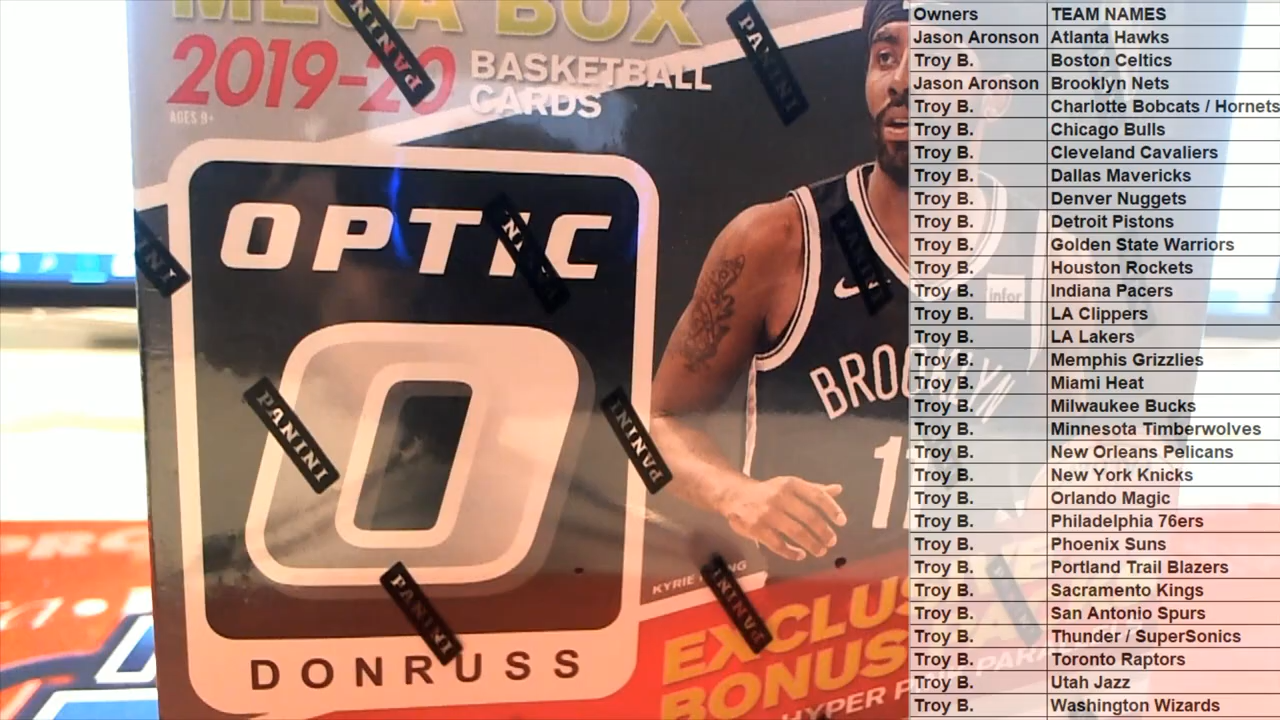 MEGA BOX
2019-20
BASKETBALL
CARDS
AGES 9+
OPTIC
DONRUSS
PANINI
PANINI
PANINI
PANINI
PANINI
PANINI
PANINI
PANINI
infor
BROOKLYN
11
KYRIE
BONUS
HYPER
Owners TEAM NAMES
Jason Aronson Atlanta Hawks
Troy B. Boston Celtics
Jason Aronson Brooklyn Nets
Troy B. Charlotte Bobcats / Hornets
Troy B. Chicago Bulls
Troy B. Cleveland Cavaliers
Troy B. Dallas Mavericks
Troy B. Denver Nuggets
Troy B. Detroit Pistons
Troy B. Golden State Warriors
Troy B. Houston Rockets
Troy B. Indiana Pacers
Troy B. LA Clippers
Troy B. LA Lakers
Troy B. Memphis Grizzlies
Troy B. Miami Heat
Troy B. Milwaukee Bucks
Troy B. Minnesota Timberwolves
Troy B. New Orleans Pelicans
Troy B. New York Knicks
Troy B. Orlando Magic
Troy B. Philadelphia 76ers
Troy B. Phoenix Suns
Troy B. Portland Trail Blazers
Troy B. Sacramento Kings
Troy B. San Antonio Spurs
Troy B. Thunder / SuperSonics
Troy B. Toronto Raptors
Troy B. Utah Jazz
Troy B. Washington Wizards